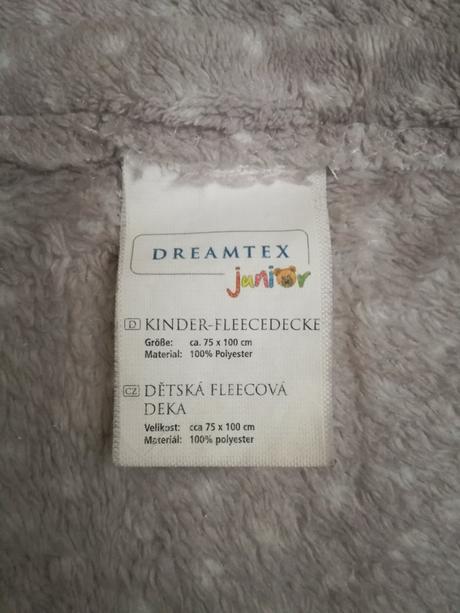 DREAMTEX
junior
D KINDER-FLEECEDECKE
Größe: ca. 75 x 100 cm
Material: 100% Polyester
CZ DĚTSKÁ FLEECOVÁ
DEKA
Velikost: cca 75 x 100 cm
Materiál: 100% polyester